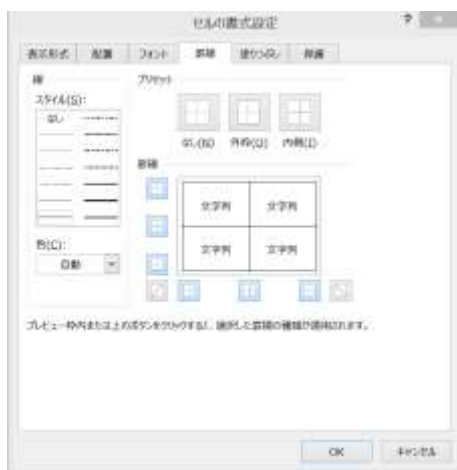 セルの書式設定
?
表示形式 配置 フォント 罫線 塗りつぶし 保護
線
スタイル(S):
なし
色(C):
自動
プリセット
なし(N) 外枠(O) 内側(I)
罫線
文字列 文字列
文字列 文字列
プレビュー枠内または上のボタンをクリックすると、選択した罫線の種類が適用されます。
OK キャンセル